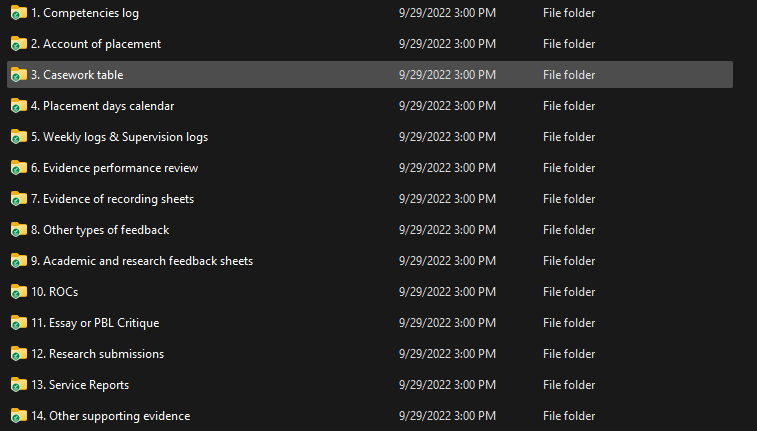 1. Competencies log 9/29/2022 3:00 PM File folder
2. Account of placement 9/29/2022 3:00 PM File folder
3. Casework table 9/29/2022 3:00 PM File folder
4. Placement days calendar 9/29/2022 3:00 PM File folder
5. Weekly logs & Supervision logs 9/29/2022 3:00 PM File folder
6. Evidence performance review 9/29/2022 3:00 PM File folder
7. Evidence of recording sheets 9/29/2022 3:00 PM File folder
8. Other types of feedback 9/29/2022 3:00 PM File folder
9. Academic and research feedback sheets 9/29/2022 3:00 PM File folder
10. ROCs 9/29/2022 3:00 PM File folder
11. Essay or PBL Critique 9/29/2022 3:00 PM File folder
12. Research submissions 9/29/2022 3:00 PM File folder
13. Service Reports 9/29/2022 3:00 PM File folder
14. Other supporting evidence 9/29/2022 3:00 PM File folder